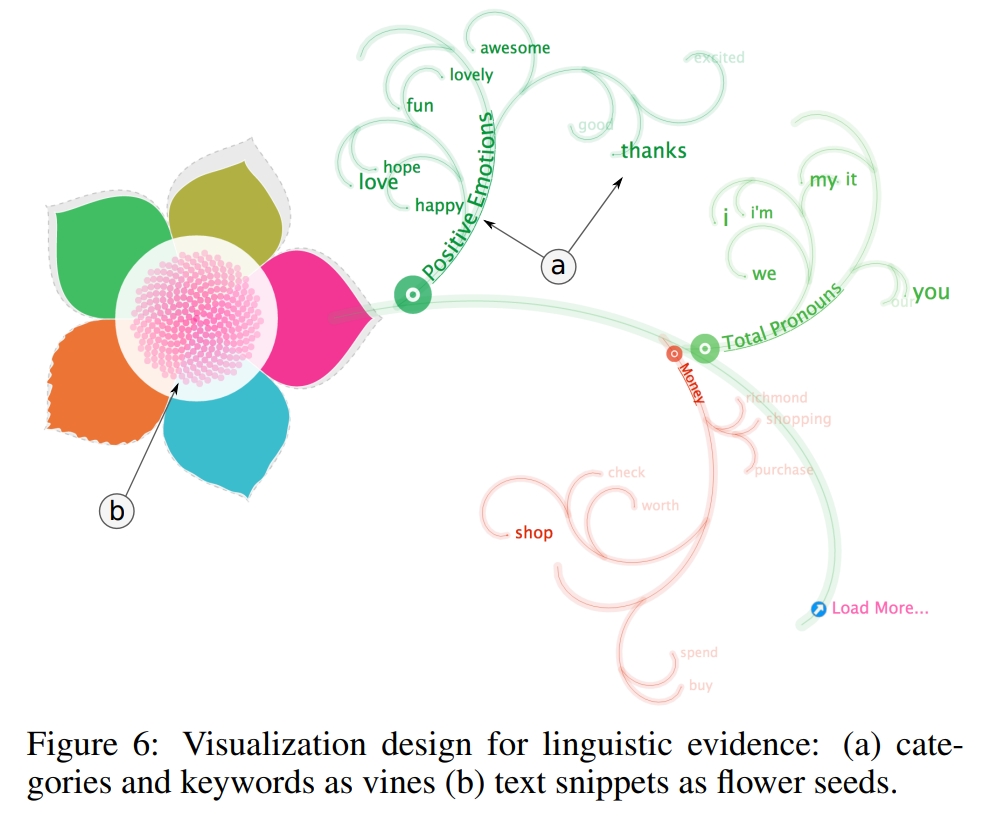 awesome
excited
lovely
fun
good
thanks
hope
love
happy
Positive Emotions
a
my it
i
i'm
we
you
our
Total Pronouns
Money
richmond
shopping
purchase
check
worth
shop
b
Load More...
spend
buy
Figure 6: Visualization design for linguistic evidence: (a) cate-
gories and keywords as vines (b) text snippets as flower seeds.